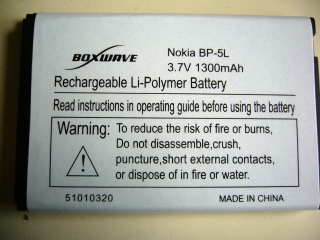 BOXWAVE Nokia BP-5L
3.7V 1300mAh
Rechargeable Li-Polymer Battery
Read instructions in operating guide before using the battery
Warning: To reduce the risk of fire or burns,
Do not disassemble,crush,
puncture,short external contacts,
or dispose of in fire or water.
51010320 MADE IN CHINA